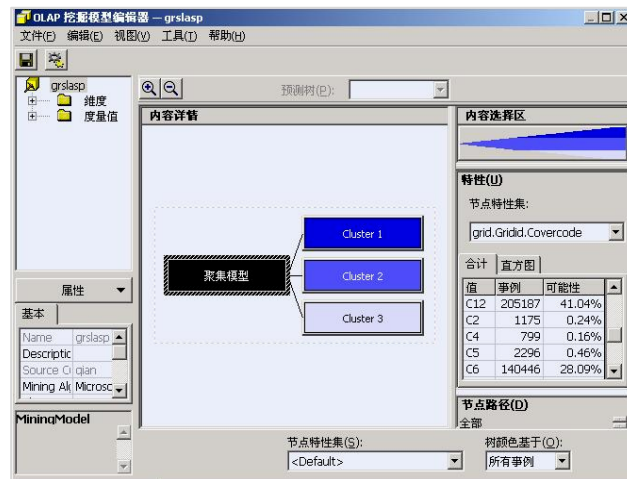 OLAP 挖掘模型编辑器 — grslasp
文件(F) 编辑(E) 视图(V) 工具(T) 帮助(H)
grslasp
维度
度量值
预测树(P):
内容详情
内容选择区
聚集模型
Cluster 1
Cluster 2
Cluster 3
特性(U)
节点特性集:
grid.Gridid.Covercode
合计 直方图
值 事例 可能性
C12 205187 41.04%
C2 1175 0.24%
C4 799 0.16%
C5 2296 0.46%
C6 140446 28.09%
属性
基本
Name grslasp
Descriptic
Source Cu qian
Mining Alg Microsc
MiningModel
节点路径(D)
全部
节点特性集(S):
<Default>
树颜色基于(O):
所有事例